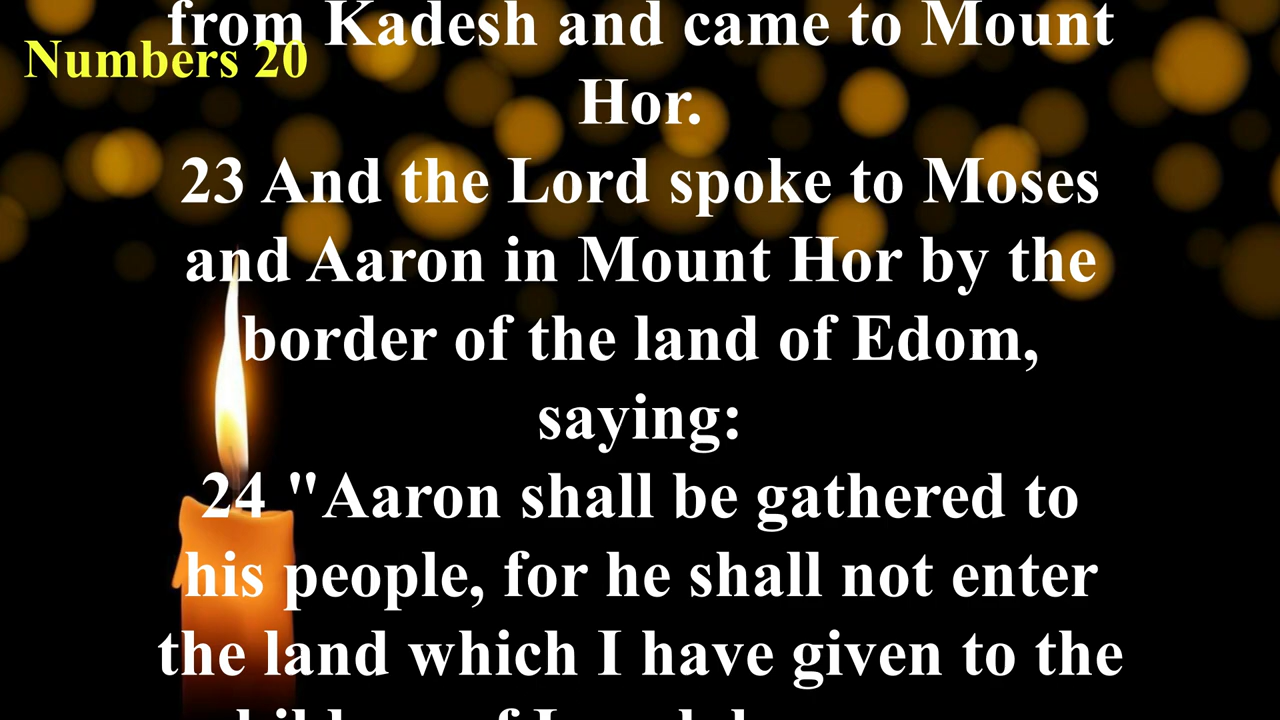 from Kadesh and came to Mount
Numbers 20
Hor.
23 And the Lord spoke to Moses
and Aaron in Mount Hor by the
border of the land of Edom,
saying:
24 "Aaron shall be gathered to
his people, for he shall not enter
the land which I have given to the